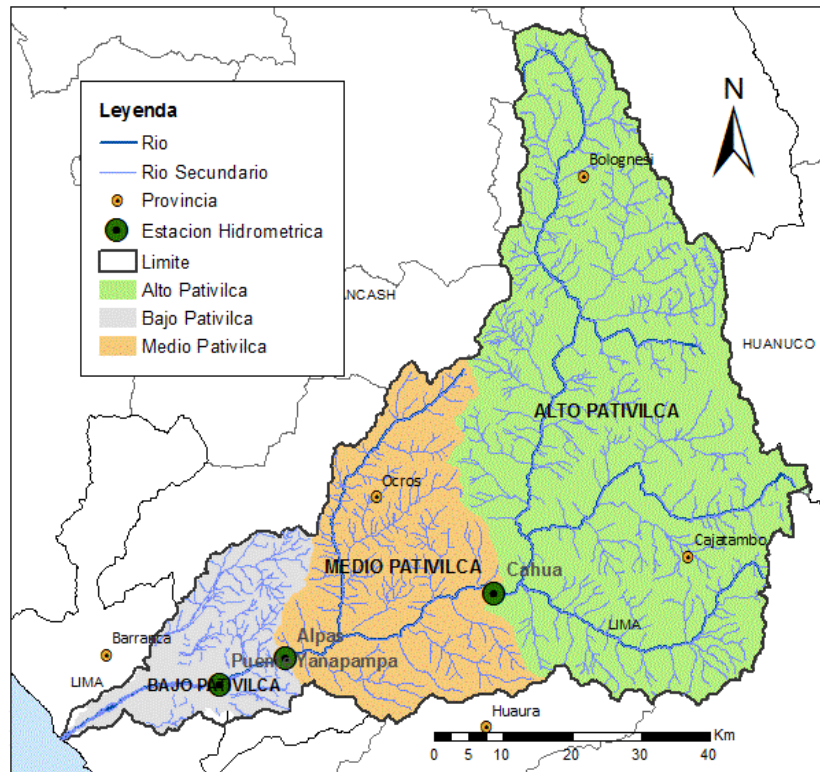 Leyenda
Rio
Rio Secundario
Provincia
Estacion Hidrometrica
Limite
Alto Pativilca
Bajo Pativilca
Medio Pativilca
N
Bolognesi
ANCASH
HUANUCO
ALTO PATIVILCA
Ocros
MEDIO PATIVILCA
Cahua
Cajatambo
LIMA
Alpas
Barranca
Puente Yanapampa
LIMA
BAJO PATIVILCA
Huaura
0 5 10 20 30 40 Km